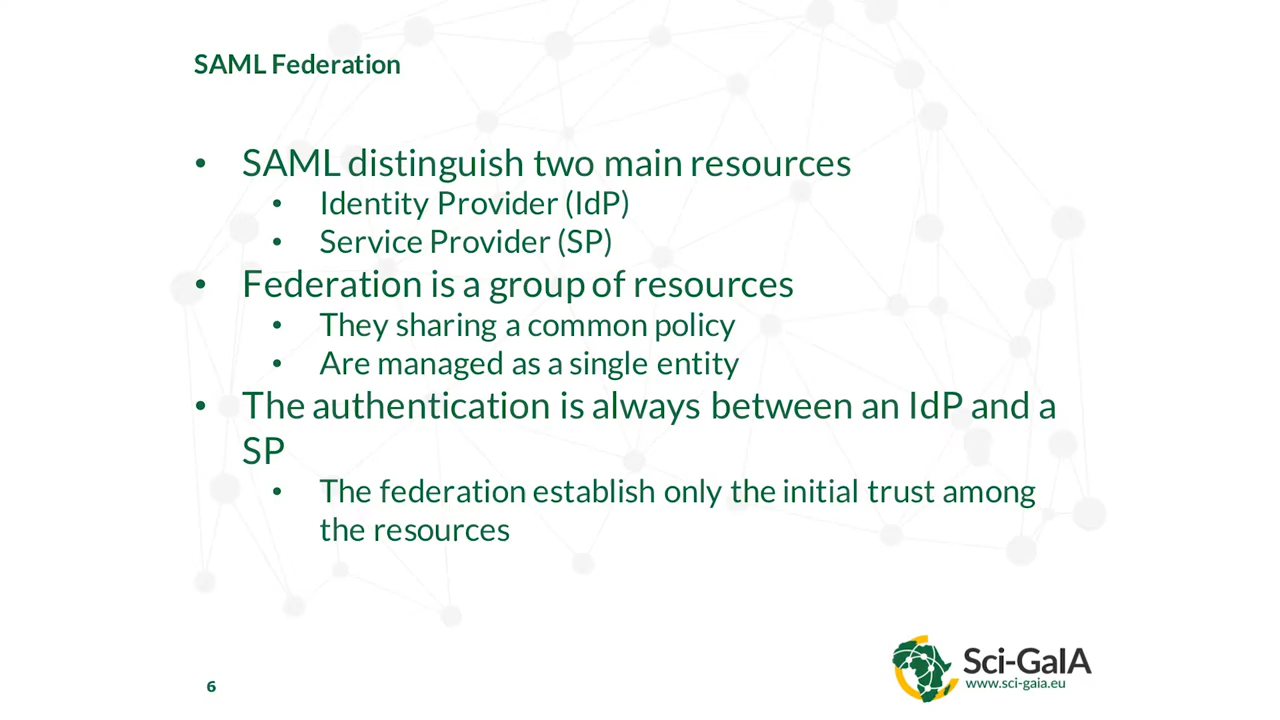 SAML Federation
• SAML distinguish two main resources
• Identity Provider (IdP)
• Service Provider (SP)
• Federation is a group of resources
• They sharing a common policy
• Are managed as a single entity
• The authentication is always between an IdP and a
SP
• The federation establish only the initial trust among
the resources
6
Sci-GaIA
www.sci-gaia.eu